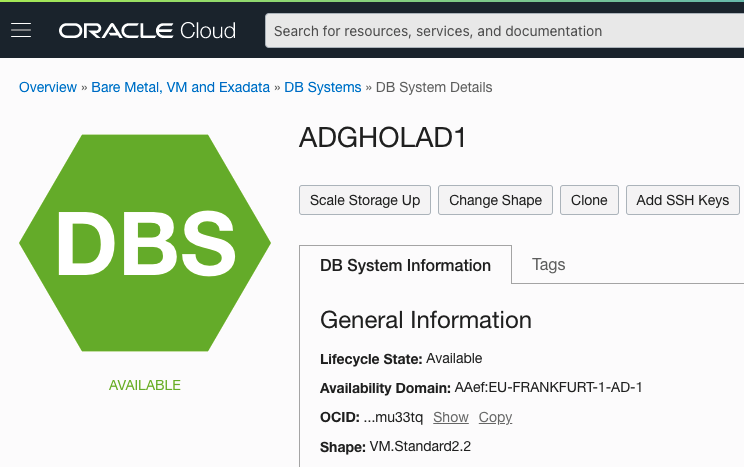 ORACLE Cloud
Search for resources, services, and documentation
Overview » Bare Metal, VM and Exadata » DB Systems » DB System Details
DBS
AVAILABLE
ADGHOLAD1
Scale Storage Up Change Shape Clone Add SSH Keys
DB System Information Tags
General Information
Lifecycle State: Available
Availability Domain: AAef:EU-FRANKFURT-1-AD-1
OCID: ...mu33tq Show Copy
Shape: VM.Standard2.2